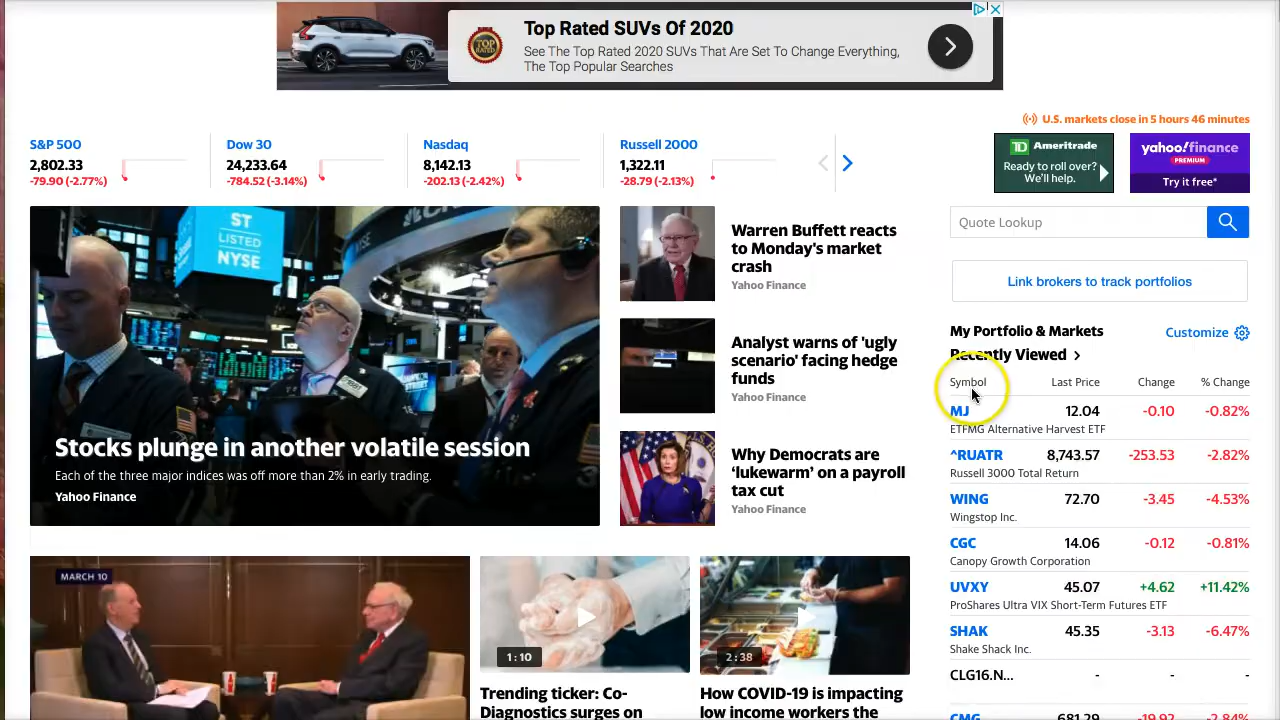 Top Rated SUVs Of 2020
TOP
RATED
See The Top Rated 2020 SUVs That Are Set To Change Everything,
The Top Popular Searches
U.S. markets close in 5 hours 46 minutes
S&P 500
2,802.33
-79.90 (-2.77%)
Dow 30
24,233.64
-784.52 (-3.14%)
Nasdaq
8,142.13
-202.13 (-2.42%)
Russell 2000
1,322.11
-28.79 (-2.13%)
TD Ameritrade
Ready to roll over?
We'll help.
yahoo!finance
PREMIUM
Try it free*
ST
LISTED
NYSE
Stocks plunge in another volatile session
Each of the three major indices was off more than 2% in early trading.
Yahoo Finance
Warren Buffett reacts
to Monday's market
crash
Yahoo Finance
Analyst warns of 'ugly
scenario' facing hedge
funds
Yahoo Finance
Why Democrats are
‘lukewarm’ on a payroll
tax cut
Yahoo Finance
Quote Lookup
Link brokers to track portfolios
My Portfolio & Markets
Customize
Recently Viewed >
Symbol Last Price Change % Change
MJ 12.04 -0.10 -0.82%
ETFMG Alternative Harvest ETF
^RUATR 8,743.57 -253.53 -2.82%
Russell 3000 Total Return
WING 72.70 -3.45 -4.53%
Wingstop Inc.
CGC 14.06 -0.12 -0.81%
Canopy Growth Corporation
UVXY 45.07 +4.62 +11.42%
ProShares Ultra VIX Short-Term Futures ETF
SHAK 45.35 -3.13 -6.47%
Shake Shack Inc.
CLG16.N... - - -
CMG 681.29 -19.92 -2.84%
MARCH 10
1:10
Trending ticker: Co-
Diagnostics surges on
2:38
How COVID-19 is impacting
low income workers the